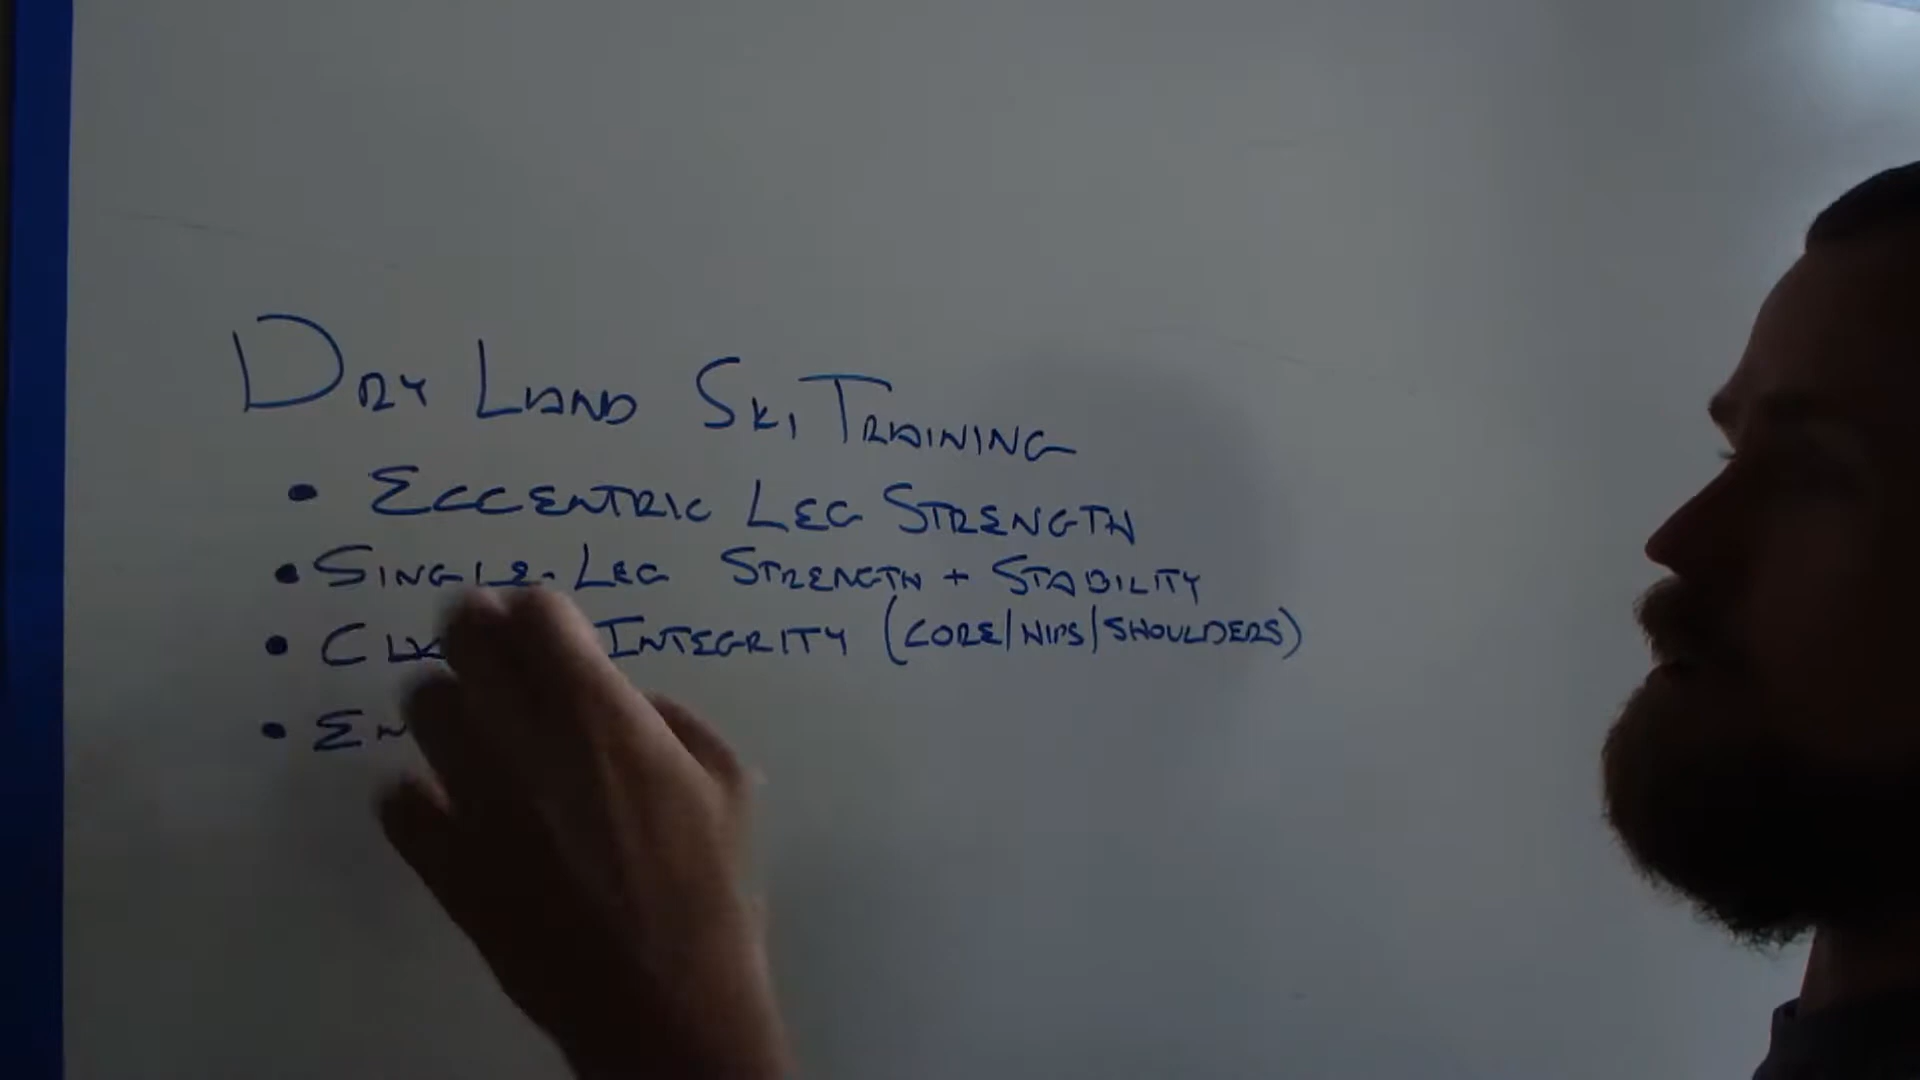 DRY LAND SKI TRAINING
• ECCENTRIC LEG STRENGTH
• SINGLE-LEG STRENGTH + STABILITY
• INTEGRITY (CORE/HIPS/SHOULDERS)
•